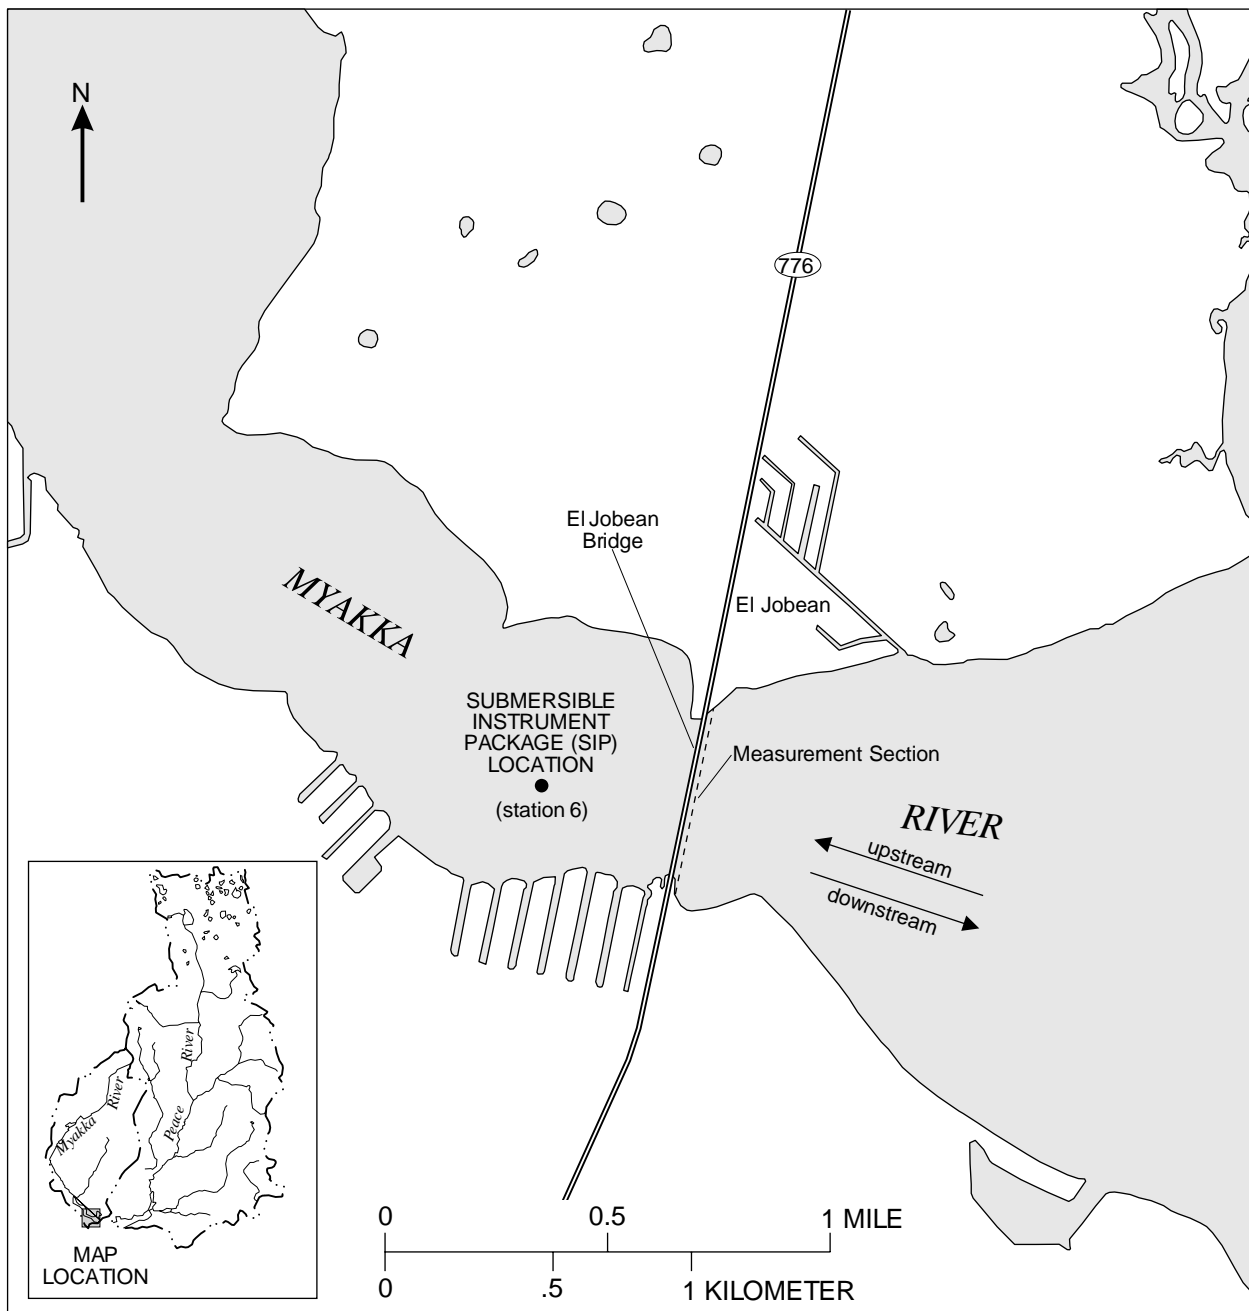 N
776
El Jobean
Bridge
MYAKKA
El Jobean
SUBMERSIBLE
INSTRUMENT
PACKAGE (SIP)
LOCATION
(station 6)
Measurement Section
RIVER
upstream
downstream
River
River
Peace
Myakka
MAP
LOCATION
0 0.5 1 MILE
0 .5 1 KILOMETER